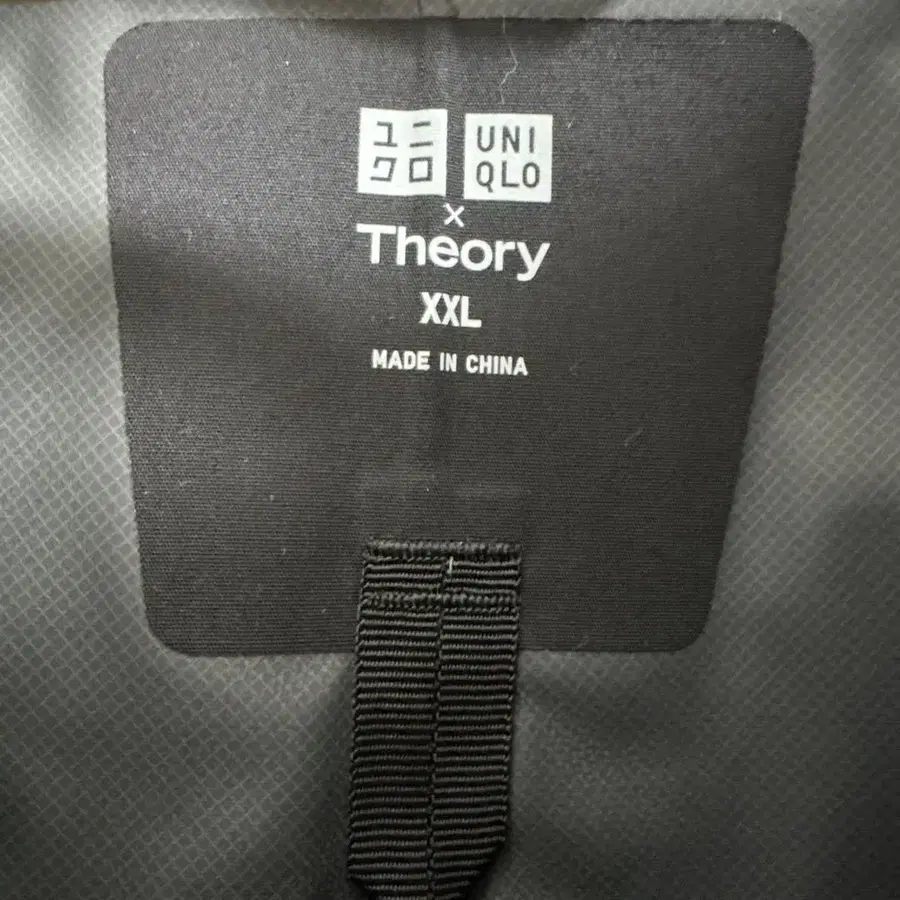 ユニ UNI
クロ QLO
×
Theory
XXL
MADE IN CHINA